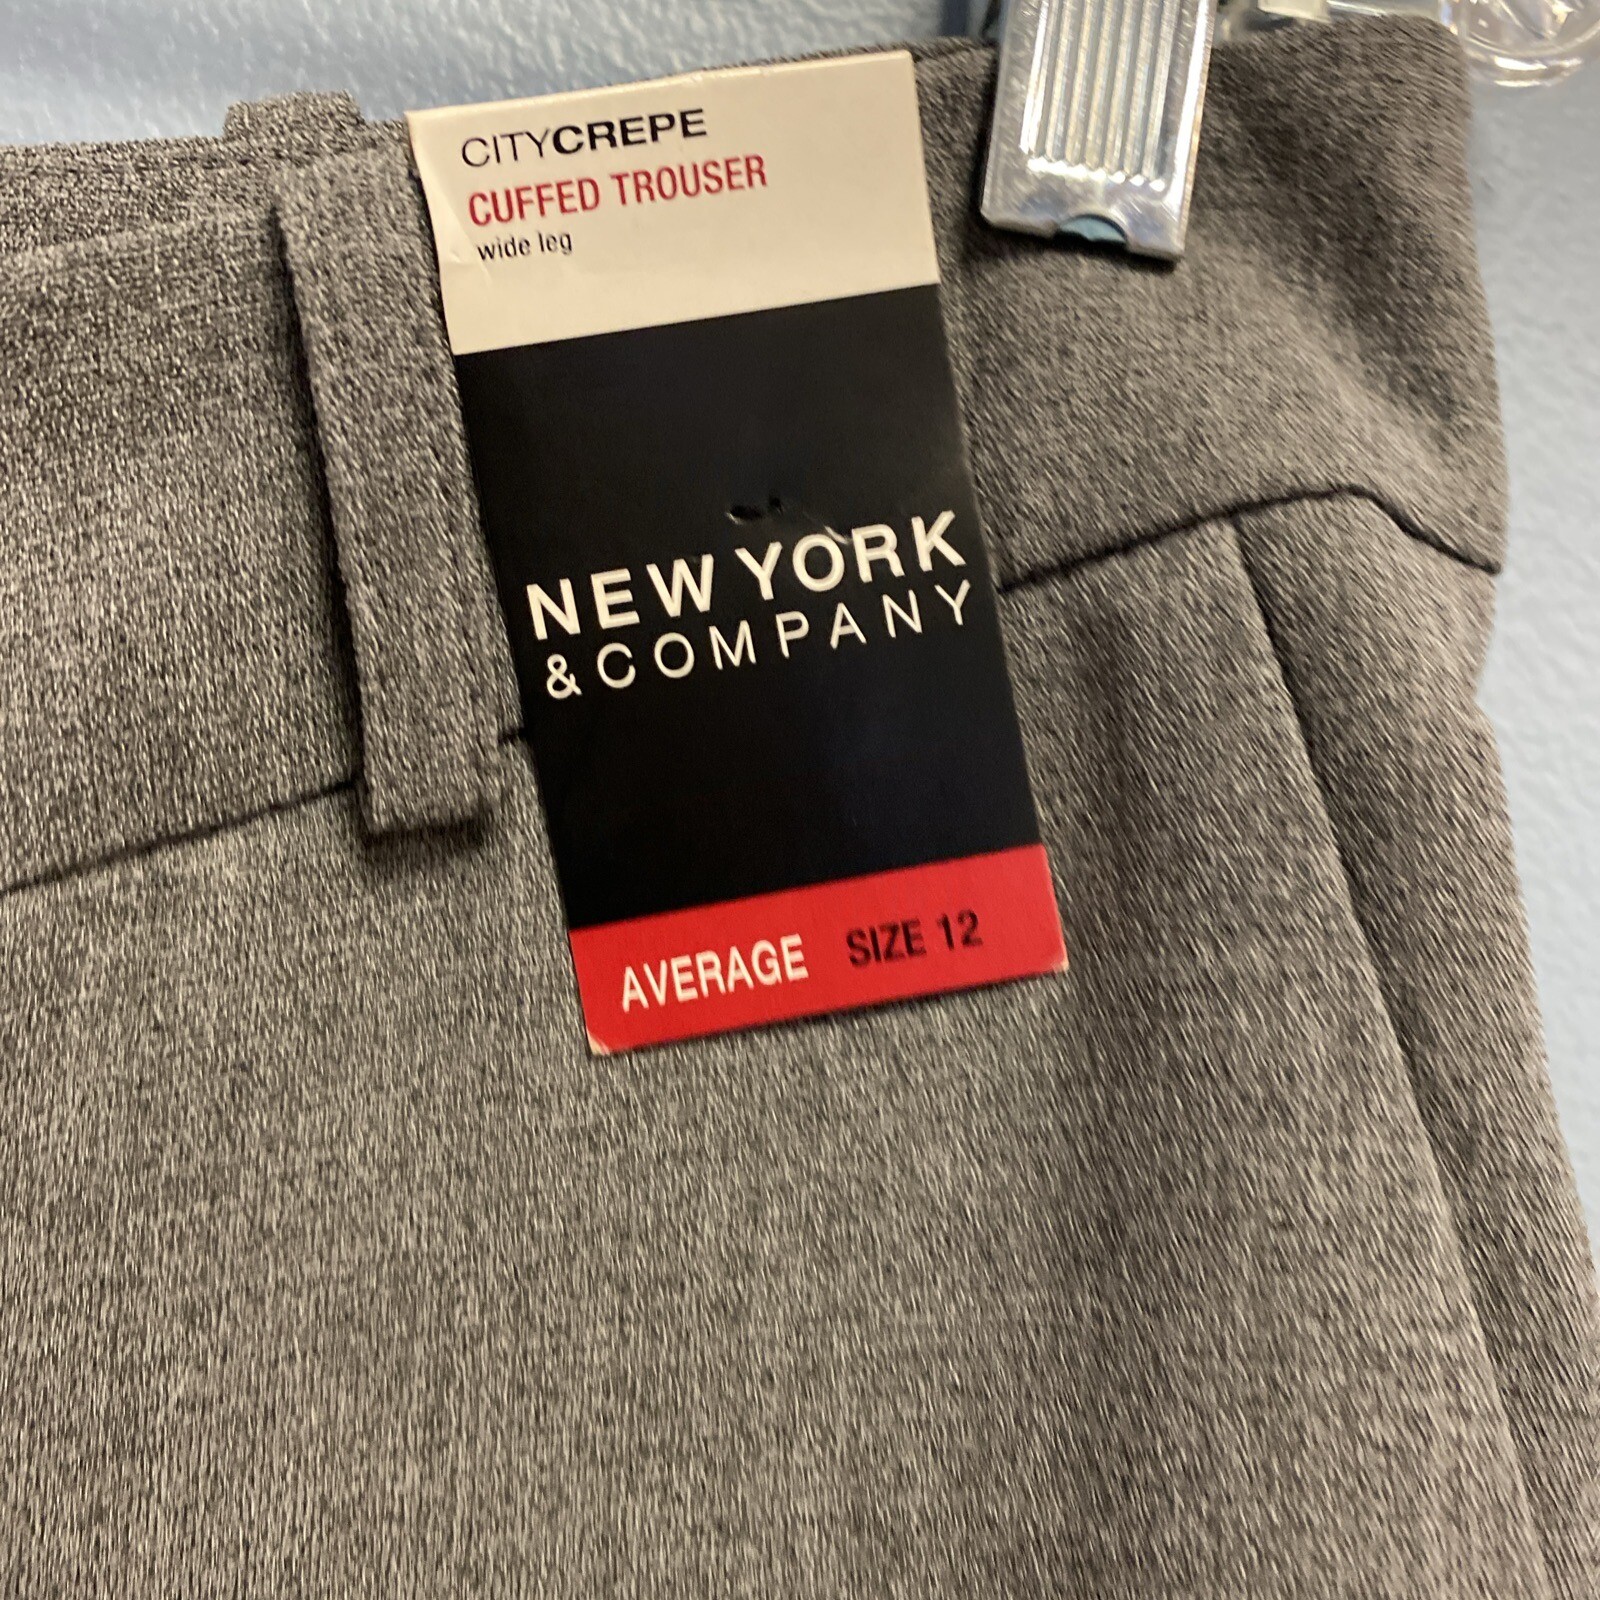 CITYCREPE
CUFFED TROUSER
wide leg
NEW YORK
& COMPANY
AVERAGE SIZE 12